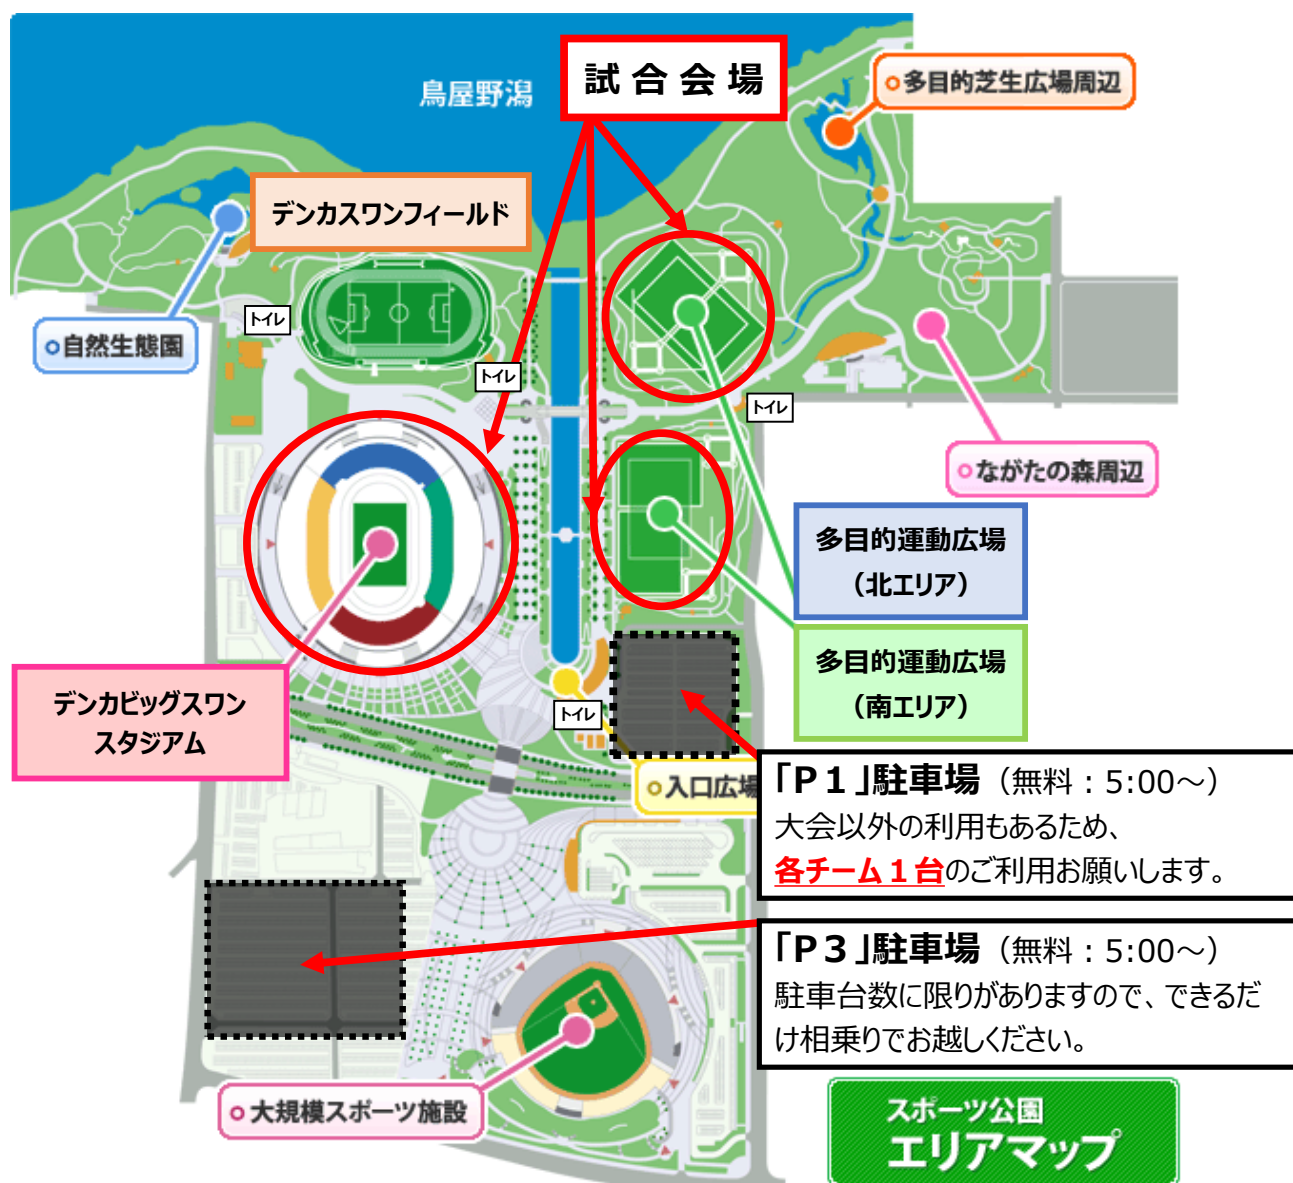 試合会場
鳥屋野潟
多目的芝生広場周辺
デンカスワンフィールド
トイレ
自然生態園
トイレ
トイレ
ながたの森周辺
多目的運動広場
（北エリア）
多目的運動広場
（南エリア）
デンカビッグスワン
スタジアム
トイレ
入口広場
「P１」駐車場（無料：5:00～）
大会以外の利用もあるため、
各チーム１台のご利用お願いします。
「P３」駐車場（無料：5:00～）
駐車台数に限りがありますので、できるだ
け相乗りでお越しください。
大規模スポーツ施設
スポーツ公園
エリアマップ